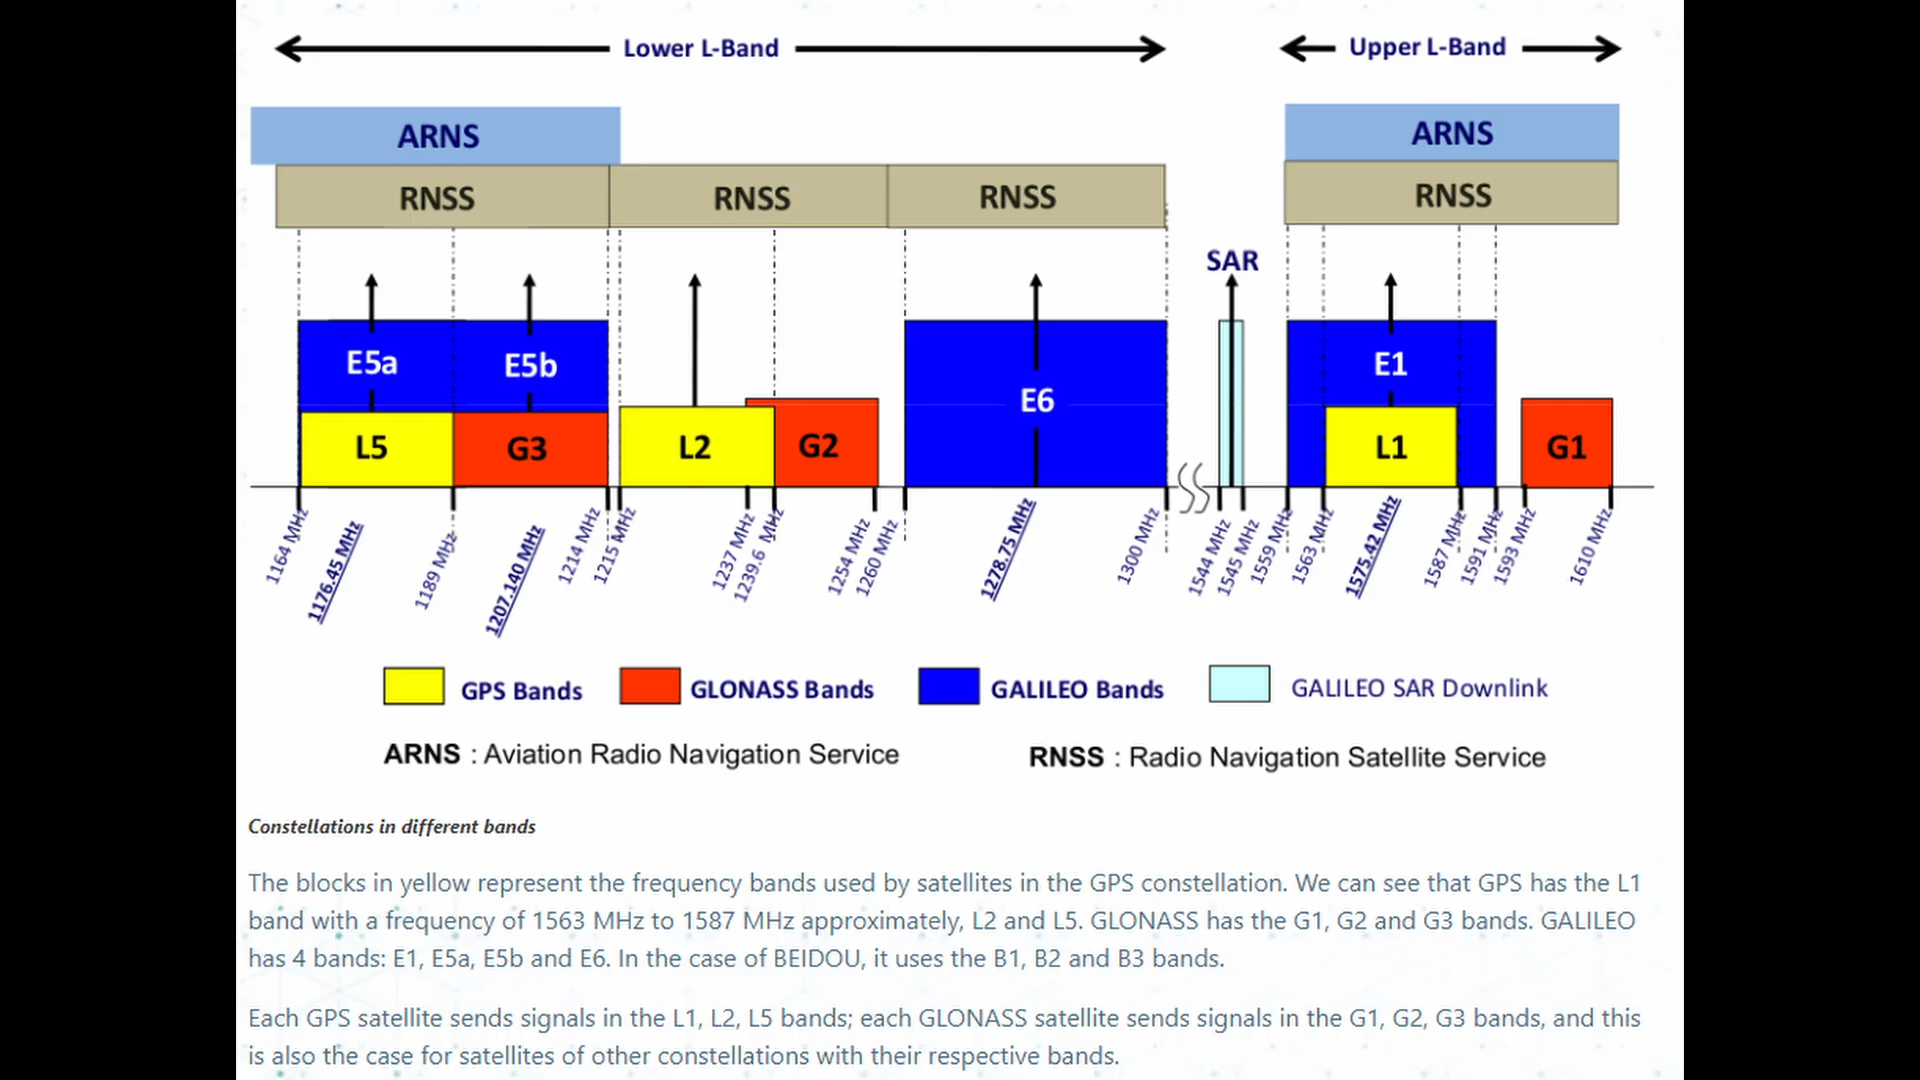 Lower L-Band
Upper L-Band
ARNS
ARNS
RNSS
RNSS
RNSS
RNSS
SAR
E5a
E5b
E6
E1
L5
G3
L2
G2
L1
G1
1164 MHz
1176.45 MHz
1189 MHz
1207.140 MHz
1214 MHz
1215 MHz
1237 MHz
1239.6 MHz
1254 MHz
1260 MHz
1278.75 MHz
1300 MHz
1544 MHz
1545 MHz
1559 MHz
1563 MHz
1575.42 MHz
1587 MHz
1591 MHz
1593 MHz
1610 MHz
GPS Bands
GLONASS Bands
GALILEO Bands
GALILEO SAR Downlink
ARNS : Aviation Radio Navigation Service
RNSS : Radio Navigation Satellite Service
Constellations in different bands
The blocks in yellow represent the frequency bands used by satellites in the GPS constellation. We can see that GPS has the L1
band with a frequency of 1563 MHz to 1587 MHz approximately, L2 and L5. GLONASS has the G1, G2 and G3 bands. GALILEO
has 4 bands: E1, E5a, E5b and E6. In the case of BEIDOU, it uses the B1, B2 and B3 bands.
Each GPS satellite sends signals in the L1, L2, L5 bands; each GLONASS satellite sends signals in the G1, G2, G3 bands, and this
is also the case for satellites of other constellations with their respective bands.